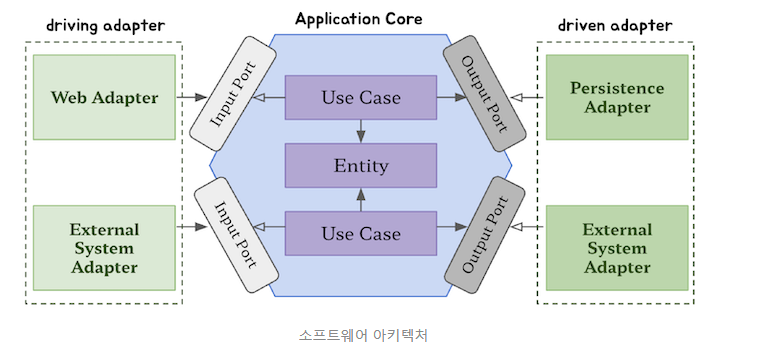 driving adapter
Application Core
driven adapter
Web Adapter
Input Port
Use Case
Output Port
Persistence
Adapter
Entity
External
System
Adapter
Input Port
Use Case
Output Port
External
System
Adapter
소프트웨어 아키텍처